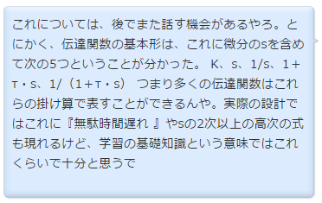 これについては、後でまた話す機会があるやろ。と
にかく、伝達関数の基本形は、これに微分のsを含め
て次の5つということが分かった。 K、s、1/s、1+
τ・s、1/（1+τ・s） つまり多くの伝達関数はこれ
らの掛け算で表すことができるんや。実際の設計で
はこれに『無駄時間遅れ 』やsの2次以上の高次の式
も現れるけど、学習の基礎知識という意味ではこれ
くらいで十分と思うで